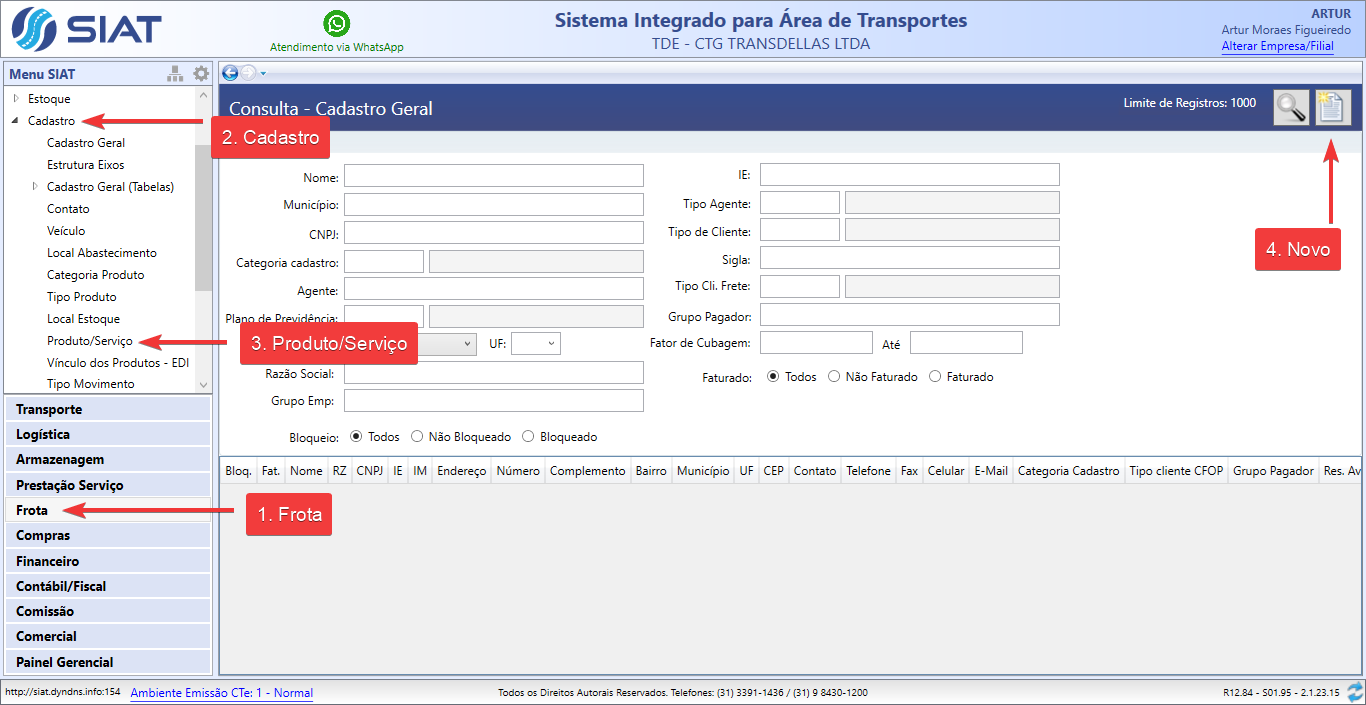 SIAT
Atendimento via WhatsApp
Sistema Integrado para Área de Transportes
TDE - CTG TRANSDELLAS LTDA
ARTUR
Artur Moraes Figueiredo
Alterar Empresa/Filial
Menu SIAT
Estoque
Cadastro
Cadastro Geral
Estrutura Eixos
Cadastro Geral (Tabelas)
Contato
Veículo
Local Abastecimento
Categoria Produto
Tipo Produto
Local Estoque
Produto/Serviço
Vínculo dos Produtos - EDI
Tipo Movimento
Transporte
Logística
Armazenagem
Prestação Serviço
Frota
Compras
Financeiro
Contábil/Fiscal
Comissão
Comercial
Painel Gerencial
2. Cadastro
3. Produto/Serviço
1. Frota
4. Novo
Consulta - Cadastro Geral
Limite de Registros: 1000
Nome:
Município:
CNPJ:
Categoria cadastro:
Agente:
Plano de Previdência:
UF:
Razão Social:
Grupo Emp:
Bloqueio: Todos Não Bloqueado Bloqueado
IE:
Tipo Agente:
Tipo de Cliente:
Sigla:
Tipo Cli. Frete:
Grupo Pagador:
Fator de Cubagem: Até
Faturado: Todos Não Faturado Faturado
Bloq. Fat. Nome RZ CNPJ IE IM Endereço Número Complemento Bairro Município UF CEP Contato Telefone Fax Celular E-Mail Categoria Cadastro Tipo cliente CFOP Grupo Pagador Res. Av
http://siat.dyndns.info:154 Ambiente Emissão CTe: 1 - Normal Todos os Direitos Autorais Reservados. Telefones: (31) 3391-1436 / (31) 9 8430-1200 R12.84 - S01.95 - 2.1.23.15